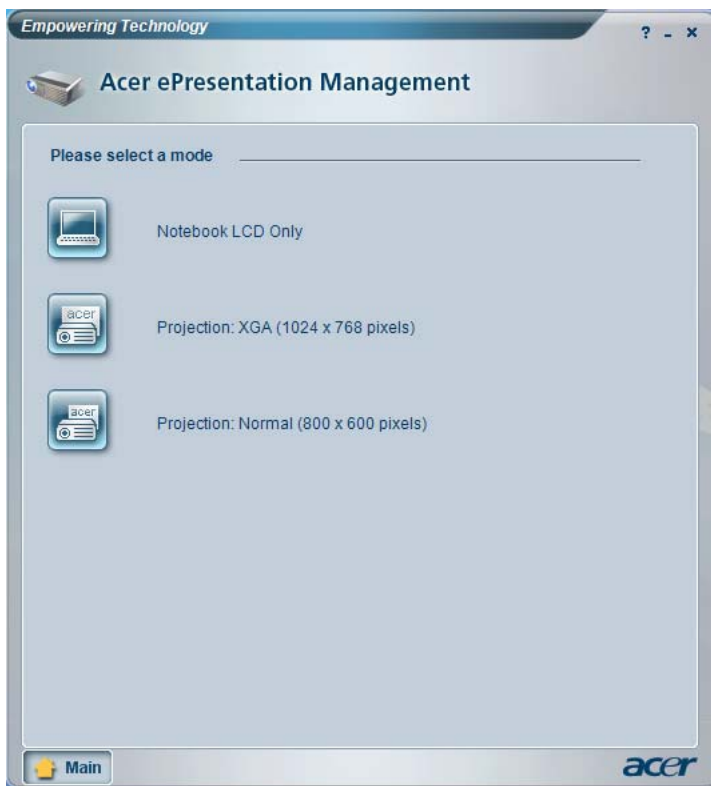 Empowering Technology
? - x
Acer ePresentation Management
Please select a mode
Notebook LCD Only
acer
Projection: XGA (1024 x 768 pixels)
acer
Projection: Normal (800 x 600 pixels)
Main
acer